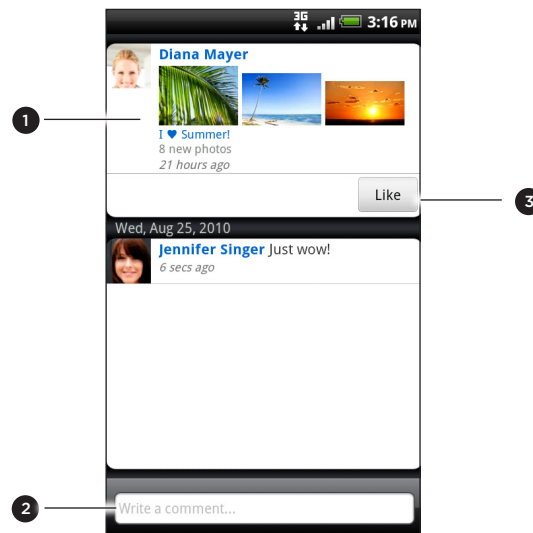 3G 3:16 PM
Diana Mayer
1
I ♥ Summer!
8 new photos
21 hours ago
Like
3
Wed, Aug 25, 2010
Jennifer Singer Just wow!
6 secs ago
2
Write a comment...